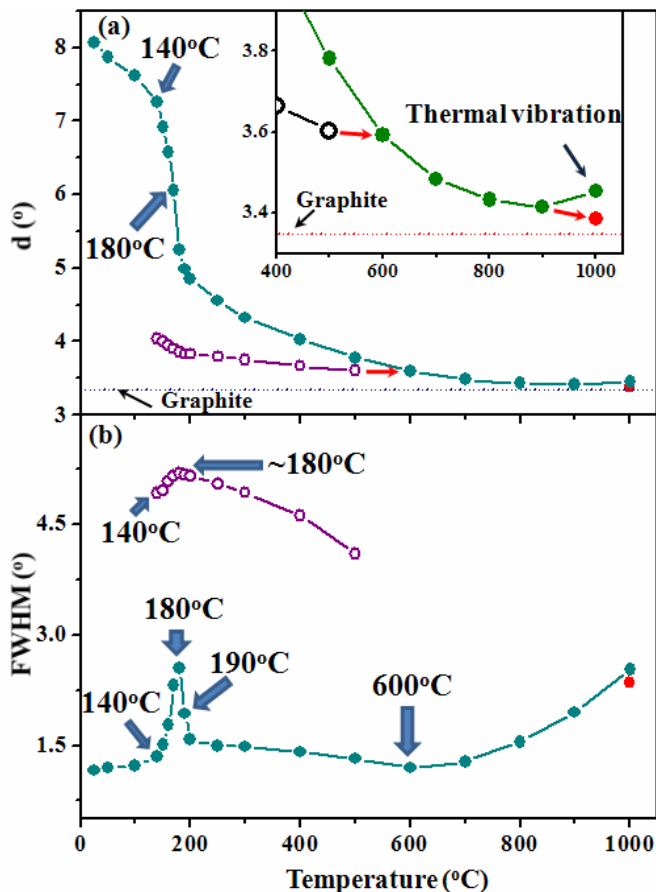 (a)
140°C
8
7
6
5
4
3
d (°)
180°C
Graphite
3.8
3.6
3.4
Thermal vibration
Graphite
400
600
800
1000
(b)
~180°C
140°C
4.5
3.0
1.5
FWHM (°)
180°C
190°C
140°C
600°C
0
200
400
600
800
1000
Temperature (°C)